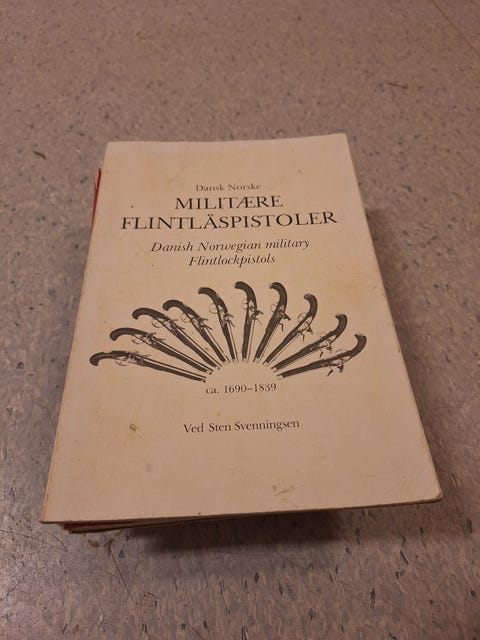 Dansk Norske
MILITÆRE
FLINTLÅSPISTOLER
Danish Norwegian military
Flintlockpistols
ca. 1690–1839
Ved Sten Svenningsen